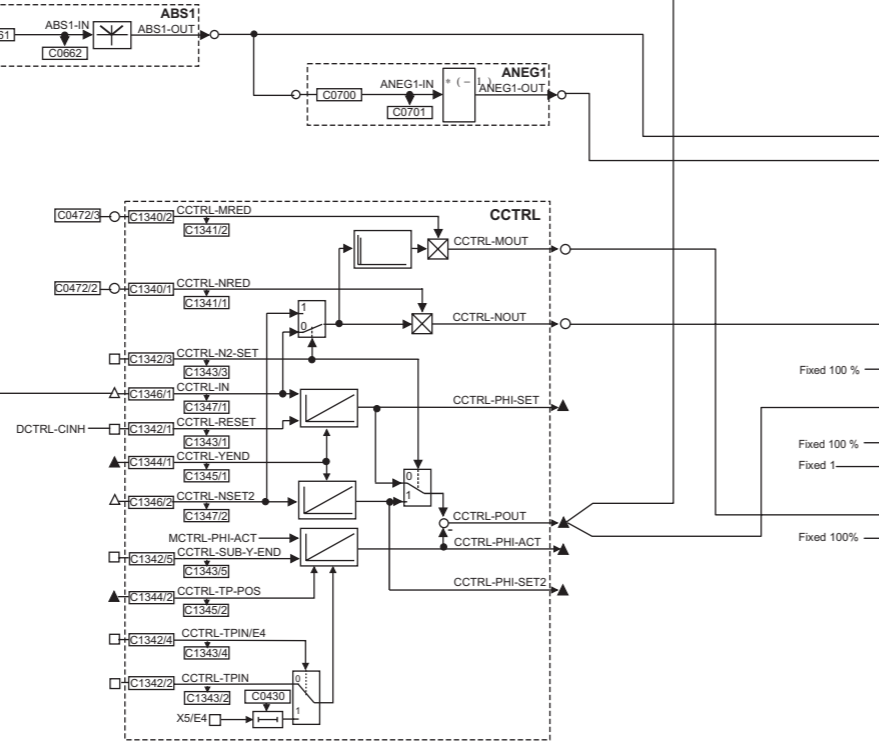 ABS1
ABS1-IN
ABS1-OUT
61
C0662
ANEG1
C0700
ANEG1-IN
* ( – 1 )
ANEG1-OUT
C0701
CCTRL
C0472/3
C1340/2
CCTRL-MRED
C1341/2
CCTRL-MOUT
C0472/2
C1340/1
CCTRL-NRED
C1341/1
1
0
CCTRL-NOUT
C1342/3
CCTRL-N2-SET
C1343/3
Fixed 100 %
C1346/1
CCTRL-IN
C1347/1
CCTRL-PHI-SET
DCTRL-CINH
C1342/1
CCTRL-RESET
C1343/1
Fixed 100 %
C1344/1
CCTRL-YEND
C1345/1
Fixed 1
0
1
C1346/2
CCTRL-NSET2
C1347/2
CCTRL-POUT
-
Fixed 100%
MCTRL-PHI-ACT
CCTRL-PHI-ACT
C1342/5
CCTRL-SUB-Y-END
C1343/5
CCTRL-PHI-SET2
C1344/2
CCTRL-TP-POS
C1345/2
C1342/4
CCTRL-TPIN/E4
C1343/4
C1342/2
CCTRL-TPIN
0
C1343/2
C0430
1
X5/E4